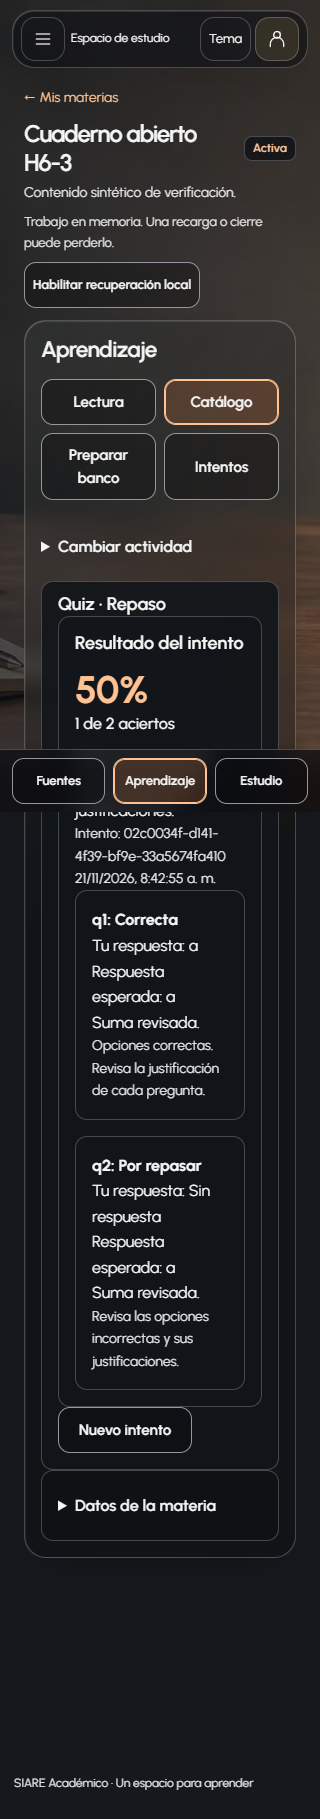 Espacio de estudio
Tema
← Mis materias
Cuaderno abierto
H6-3
Activa
Contenido sintético de verificación.
Trabajo en memoria. Una recarga o cierre
puede perderlo.
Habilitar recuperación local
Aprendizaje
Lectura
Catálogo
Preparar
banco
Intentos
Cambiar actividad
Quiz · Repaso
Resultado del intento
50%
1 de 2 aciertos
Fuentes
Aprendizaje
Estudio
justificaciones.
Intento: 02c0034f-d141-
4f39-bf9e-33a5674fa410
21/11/2026, 8:42:55 a. m.
q1: Correcta
Tu respuesta: a
Respuesta
esperada: a
Suma revisada.
Opciones correctas.
Revisa la justificación
de cada pregunta.
q2: Por repasar
Tu respuesta: Sin
respuesta
Respuesta
esperada: a
Suma revisada.
Revisa las opciones
incorrectas y sus
justificaciones.
Nuevo intento
Datos de la materia
SIARE Académico · Un espacio para aprender